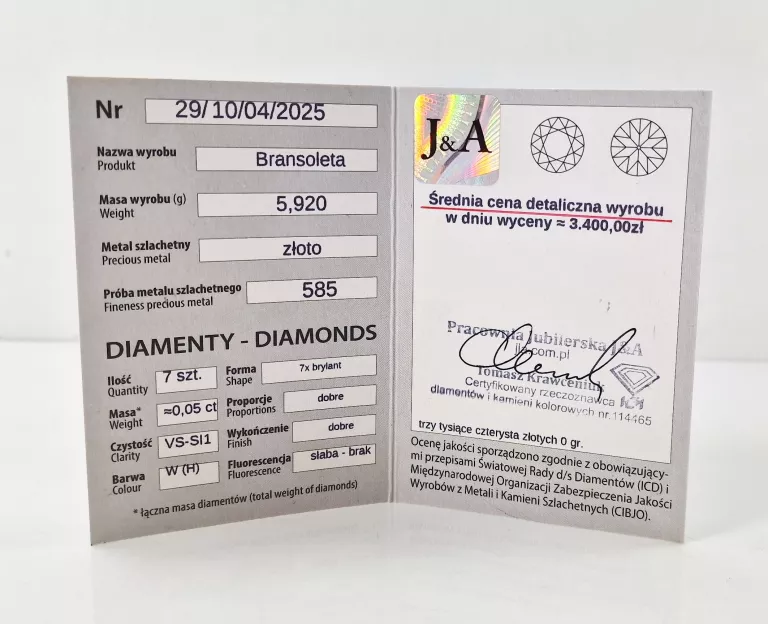 Nr 29/10/04/2025
Nazwa wyrobu
Produkt
Bransoleta
Masa wyrobu (g)
Weight
5,920
Metal szlachetny
Precious metal
złoto
Próba metalu szlachetnego
Fineness precious metal
585
DIAMENTY - DIAMONDS
Ilość
Quantity
7 szt.
Forma
Shape
7x brylant
Masa*
Weight
≈0,05 ct
Proporcje
Proportions
dobre
Czystość
Clarity
VS-SI1
Wykończenie
Finish
dobre
Barwa
Colour
W (H)
Fluorescencja
Fluorescence
słaba - brak
* łączna masa diamentów (total weight of diamonds)
J&A
Średnia cena detaliczna wyrobu
w dniu wyceny ≈ 3.400,00zł
Pracownia Jubilerska J&A
Tomasz Krawceniuk
Certyfikowany rzeczoznawca
diamentów i kamieni kolorowych nr.114465
trzy tysiące czterysta złotych 0 gr.
Ocenę jakości sporządzono zgodnie z obowiązujący-
mi przepisami Światowej Rady d/s Diamentów (ICD) i
Międzynarodowej Organizacji Zabezpieczenia Jakości
Wyrobów z Metali i Kamieni Szlachetnych (CIBJO).